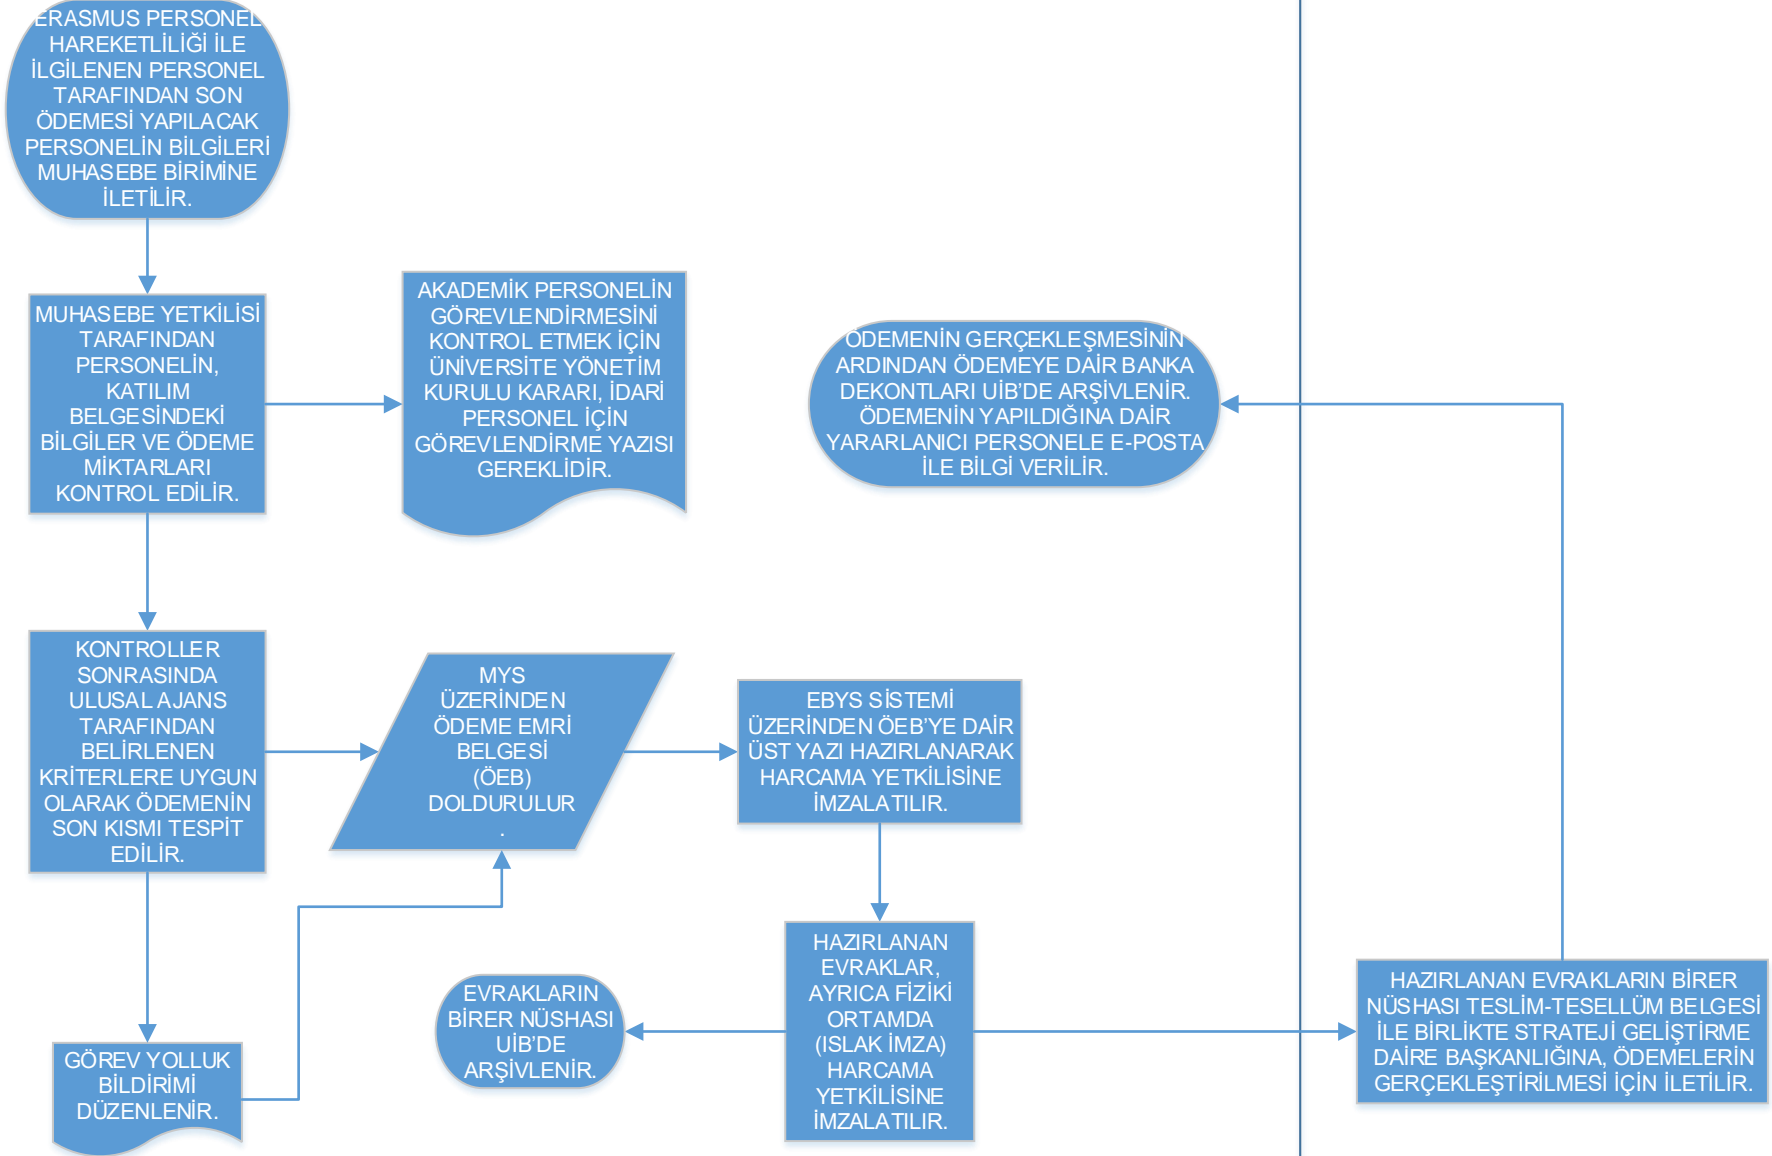 ERASMUS PERSONEL
HAREKETLİLİĞİ İLE
İLGİLENEN PERSONEL
TARAFINDAN SON
ÖDEMESİ YAPILACAK
PERSONELİN BİLGİLERİ
MUHASEBE BİRİMİNE
İLETİLİR.
MUHASEBE YETKİLİSİ
TARAFINDAN
PERSONELİN,
KATILIM
BELGESİNDEKİ
BİLGİLER VE ÖDEME
MİKTARLARI
KONTROL EDİLİR.
AKADEMİK PERSONELİN
GÖREVLENDİRMESİNİ
KONTROL ETMEK İÇİN
ÜNİVERSİTE YÖNETİM
KURULU KARARI, İDARİ
PERSONEL İÇİN
GÖREVLENDİRME YAZISI
GEREKLİDİR.
ÖDEMENİN GERÇEKLEŞMESİNİN
ARDINDAN ÖDEMEYE DAİR BANKA
DEKONTLARI UİB’DE ARŞİVLENİR.
ÖDEMENİN YAPILDIĞINA DAİR
YARARLANICI PERSONELE E-POSTA
İLE BİLGİ VERİLİR.
KONTROLLER
SONRASINDA
ULUSAL AJANS
TARAFINDAN
BELİRLENEN
KRİTERLERE UYGUN
OLARAK ÖDEMENİN
SON KISMI TESPİT
EDİLİR.
MYS
ÜZERİNDEN
ÖDEME EMRİ
BELGESİ
(ÖEB)
DOLDURULUR
.
EBYS SİSTEMİ
ÜZERİNDEN ÖEB’YE DAİR
ÜST YAZI HAZIRLANARAK
HARCAMA YETKİLİSİNE
İMZALATILIR.
GÖREV YOLLUK
BİLDİRİMİ
DÜZENLENİR.
EVRAKLARIN
BİRER NÜSHASI
UİB’DE
ARŞİVLENİR.
HAZIRLANAN
EVRAKLAR,
AYRICA FİZİKİ
ORTAMDA
(ISLAK İMZA)
HARCAMA
YETKİLİSİNE
İMZALATILIR.
HAZIRLANAN EVRAKLARIN BİRER
NÜSHASI TESLİM-TESELLÜM BELGESİ
İLE BİRLİKTE STRATEJİ GELİŞTİRME
DAİRE BAŞKANLIĞINA, ÖDEMELERİN
GERÇEKLEŞTİRİLMESİ İÇİN İLETİLİR.